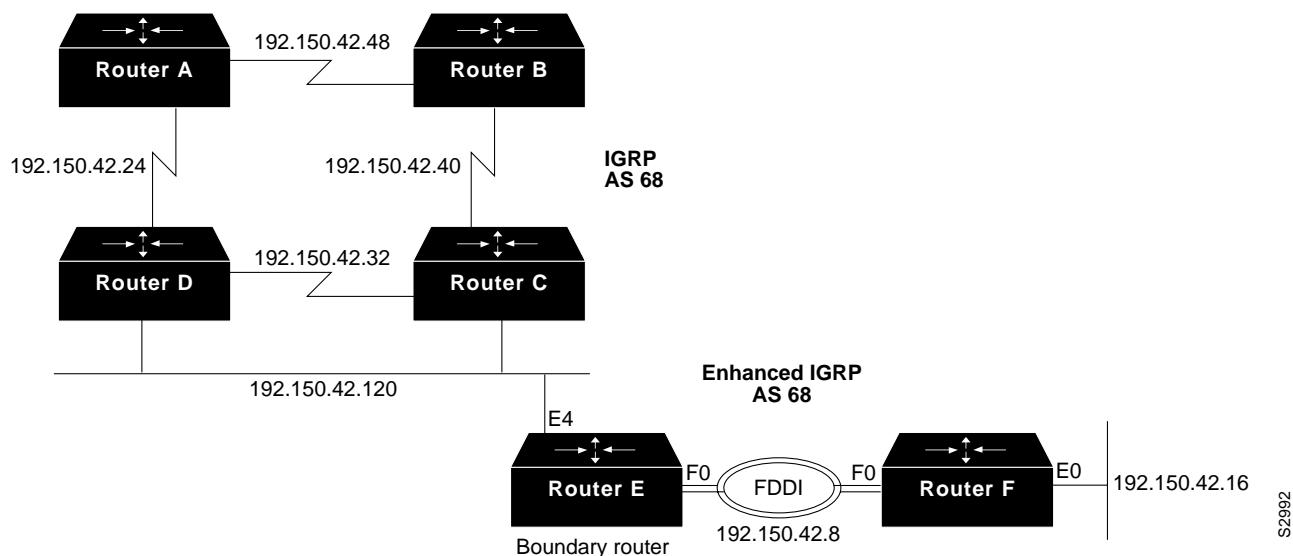 192.150.42.48
Router A
Router B
192.150.42.24
192.150.42.40
IGRP
AS 68
192.150.42.32
Router D
Router C
192.150.42.120
Enhanced IGRP
AS 68
E4
Router E
F0
FDDI
F0
Router F
E0
192.150.42.16
192.150.42.8
Boundary router
S2992